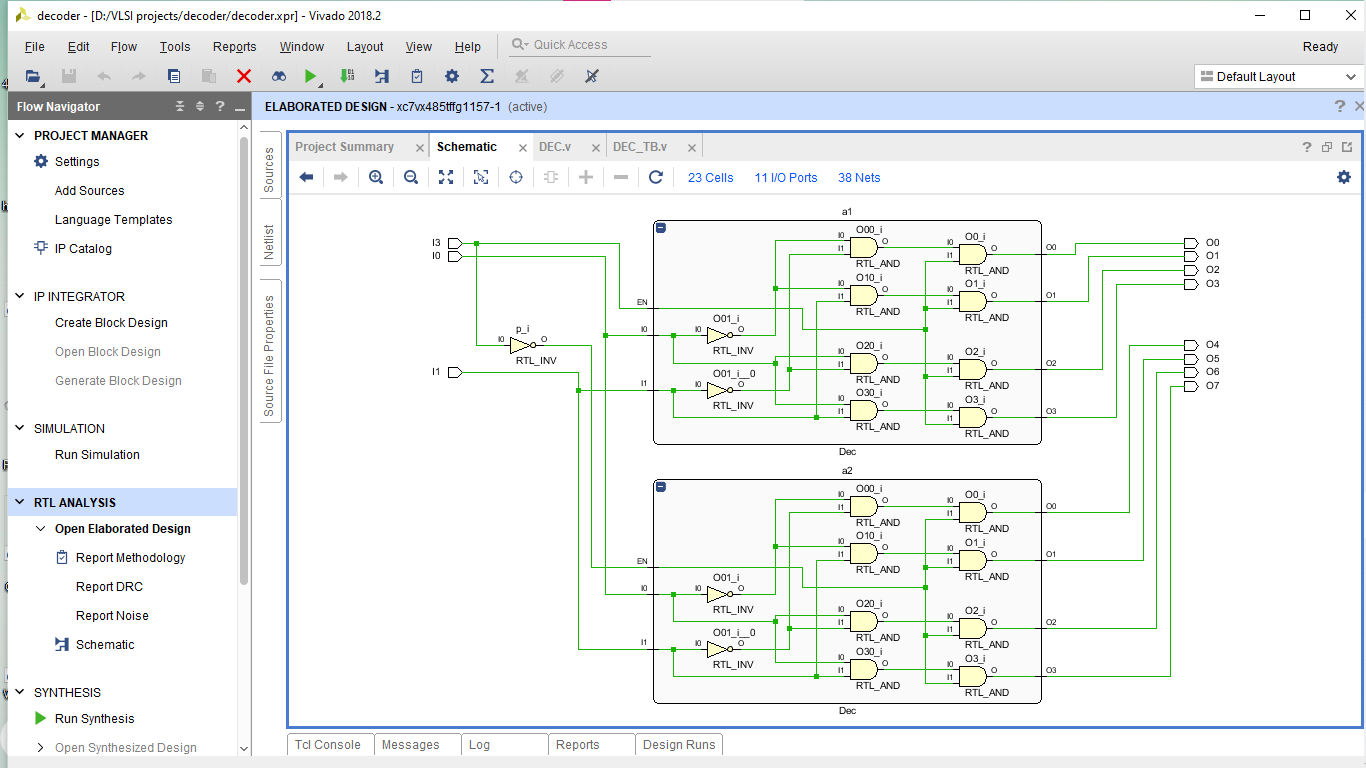 decoder - [D:/VLSI projects/decoder/decoder.xpr] - Vivado 2018.2
File Edit Flow Tools Reports Window Layout View Help Quick Access Ready
Default Layout
Flow Navigator
ELABORATED DESIGN - xc7vx485tffg1157-1 (active)
PROJECT MANAGER
Settings
Add Sources
Language Templates
IP Catalog
IP INTEGRATOR
Create Block Design
Open Block Design
Generate Block Design
SIMULATION
Run Simulation
RTL ANALYSIS
Open Elaborated Design
Report Methodology
Report DRC
Report Noise
Schematic
SYNTHESIS
Run Synthesis
Open Synthesized Design
Sources
Netlist
Source File Properties
Project Summary Schematic DEC.v DEC_TB.v
23 Cells 11 I/O Ports 38 Nets
I3
I0
p_i
I0 O
RTL_INV
I1
a1
EN
I0
I1
O01_i
I0 O
RTL_INV
O01_i__0
I0 O
RTL_INV
O00_i
I0
I1 O
RTL_AND
O10_i
I0
I1 O
RTL_AND
O20_i
I0
I1 O
RTL_AND
O30_i
I0
I1 O
RTL_AND
O0_i
I0
I1 O
RTL_AND
O1_i
I0
I1 O
RTL_AND
O2_i
I0
I1 O
RTL_AND
O3_i
I0
I1 O
RTL_AND
O0
O1
O2
O3
Dec
a2
EN
I0
I1
O01_i
I0 O
RTL_INV
O01_i__0
I0 O
RTL_INV
O00_i
I0
I1 O
RTL_AND
O10_i
I0
I1 O
RTL_AND
O20_i
I0
I1 O
RTL_AND
O30_i
I0
I1 O
RTL_AND
O0_i
I0
I1 O
RTL_AND
O1_i
I0
I1 O
RTL_AND
O2_i
I0
I1 O
RTL_AND
O3_i
I0
I1 O
RTL_AND
O0
O1
O2
O3
Dec
O0
O1
O2
O3
O4
O5
O6
O7
Tcl Console Messages Log Reports Design Runs